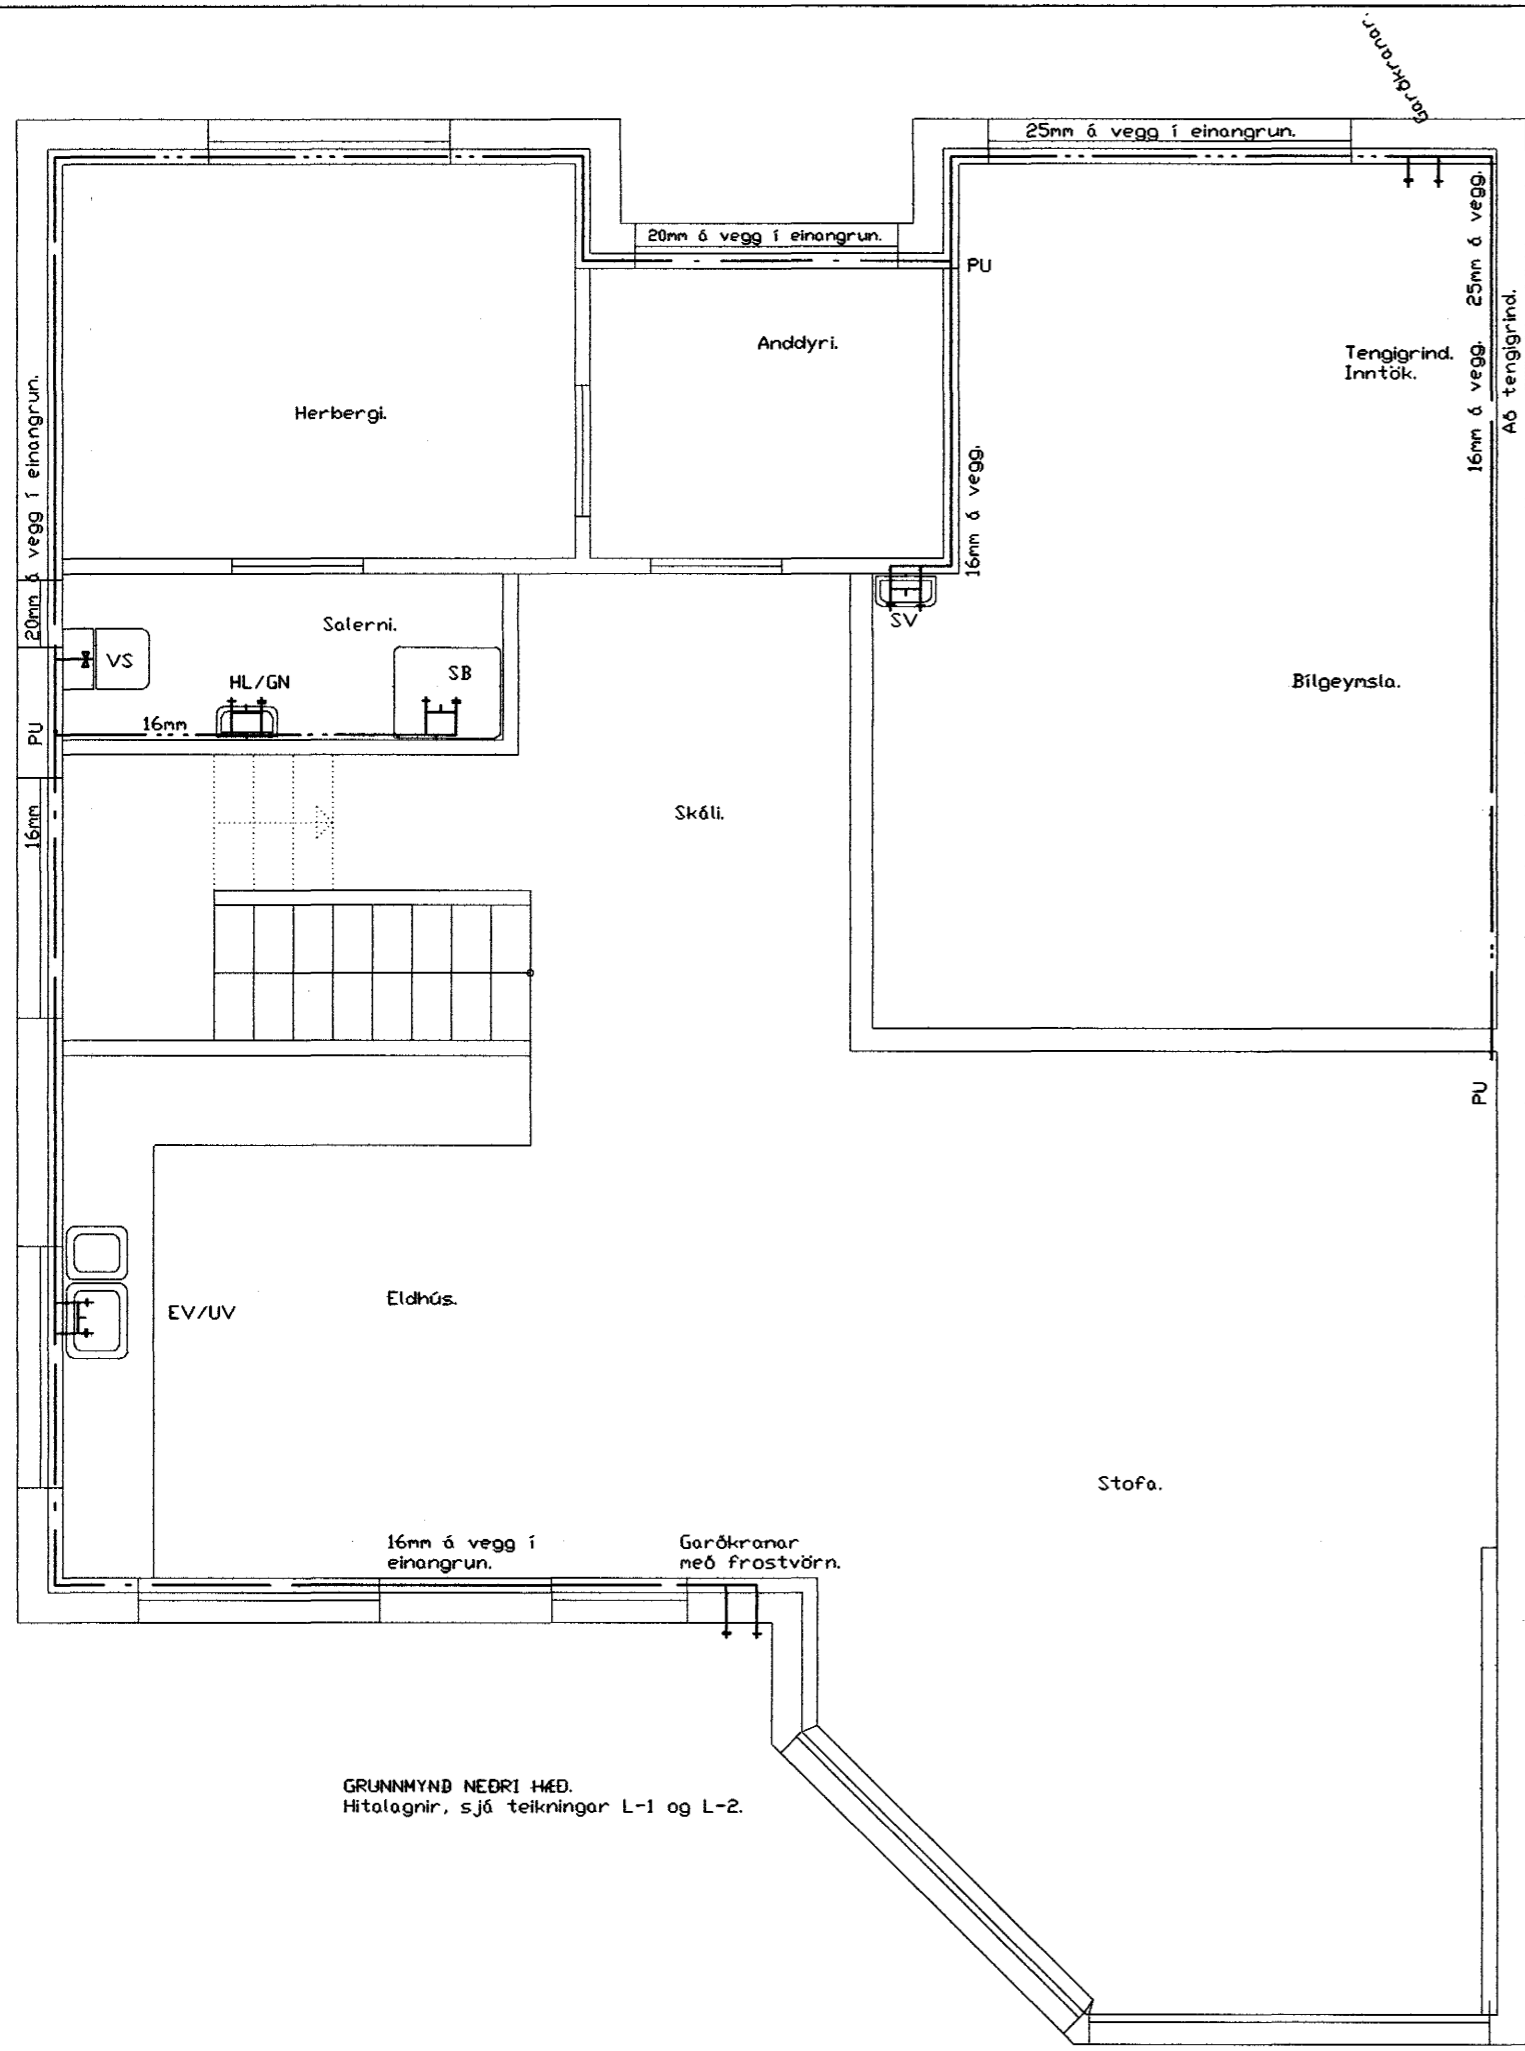 Garðkranar.
25mm á vegg í einangrun.
20mm á vegg í einangrun.
PU
25mm á vegg.
16mm á vegg.
Að tengigrind.
Anddyri.
Tengigrind.
Inntök.
Herbergi.
20mm á vegg í einangrun.
16mm á vegg.
Salerni.
SV
VS
HL/GN
SB
Bílgeymsla.
16mm
PU
16mm
Skáli.
PU
EV/UV
Eldhús.
Stofa.
16mm á vegg í
einangrun.
Garðkranar
með frostvörn.
GRUNNMYND NEÐRI HÆÐ.
Hitalagnir, sjá teikningar L-1 og L-2.